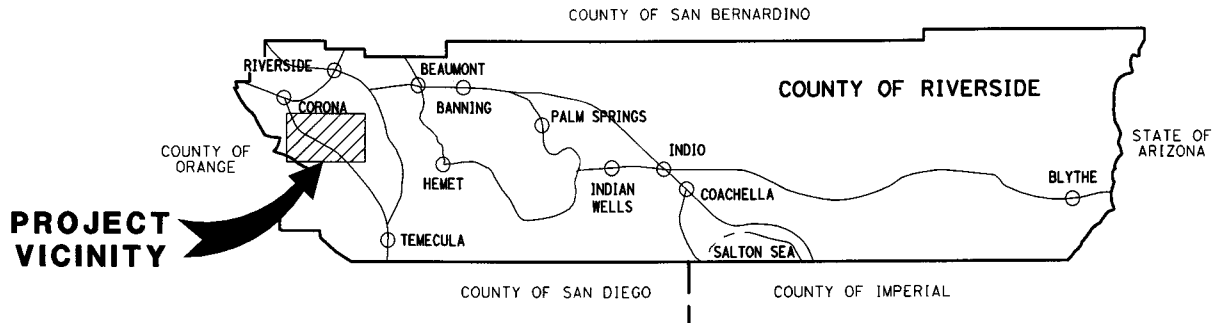 COUNTY OF SAN BERNARDINO
RIVERSIDE
BEAUMONT
COUNTY OF RIVERSIDE
CORONA
BANNING
PALM SPRINGS
STATE OF
ARIZONA
COUNTY OF
ORANGE
INDIO
HEMET
INDIAN
WELLS
COACHELLA
BLYTHE
PROJECT
VICINITY
TEMECULA
SALTON SEA
COUNTY OF SAN DIEGO
COUNTY OF IMPERIAL